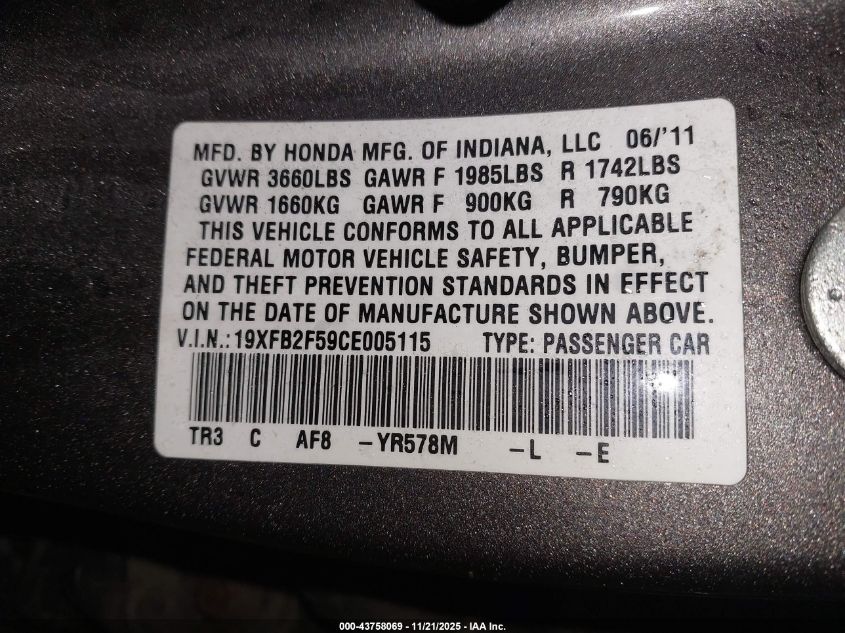 MFD. BY HONDA MFG. OF INDIANA, LLC 06/'11
GVWR 3660LBS GAWR F 1985LBS R 1742LBS
GVWR 1660KG GAWR F 900KG R 790KG
THIS VEHICLE CONFORMS TO ALL APPLICABLE
FEDERAL MOTOR VEHICLE SAFETY, BUMPER,
AND THEFT PREVENTION STANDARDS IN EFFECT
ON THE DATE OF MANUFACTURE SHOWN ABOVE.
V.I.N.:19XFB2F59CE005115 TYPE: PASSENGER CAR
TR3 C AF8 -YR578M -L -E
000-43758069 - 11/21/2025 - IAA Inc.